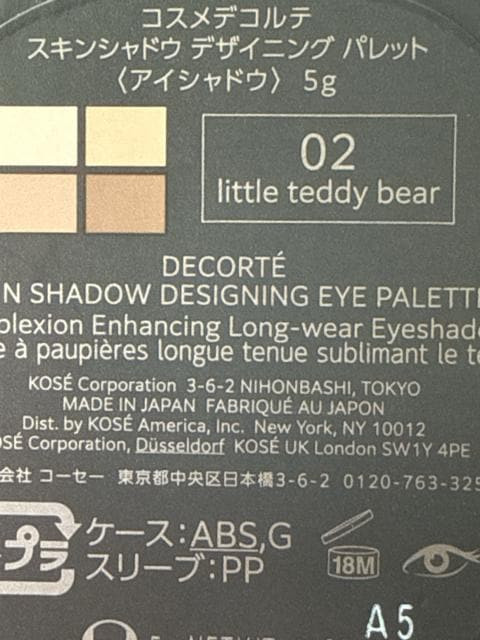 コスメデコルテ
スキンシャドウ デザイニング パレット
〈アイシャドウ〉 5g
02
little teddy bear
DECORTÉ
N SHADOW DESIGNING EYE PALETT
plexion Enhancing Long-wear Eyeshad
e à paupières longue tenue sublimant le te
KOSÉ Corporation 3-6-2 NIHONBASHI, TOKYO
MADE IN JAPAN FABRIQUÉ AU JAPON
Dist. by KOSÉ America, Inc. New York, NY 10012
OSÉ Corporation, Düsseldorf KOSÉ UK London SW1Y 4PE
会社 コーセー 東京都中央区日本橋3-6-2 0120-763-325
プラ
ケース:ABS,G
スリーブ:PP
18M
A5